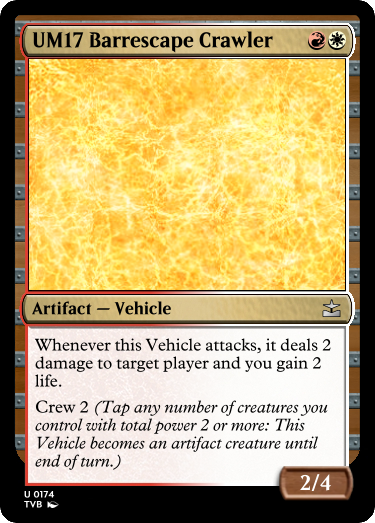 UM17 Barrescape Crawler
Artifact — Vehicle
Whenever this Vehicle attacks, it deals 2
damage to target player and you gain 2
life.
Crew 2 (Tap any number of creatures you
control with total power 2 or more: This
Vehicle becomes an artifact creature until
end of turn.)
2/4
U 0174
TVB